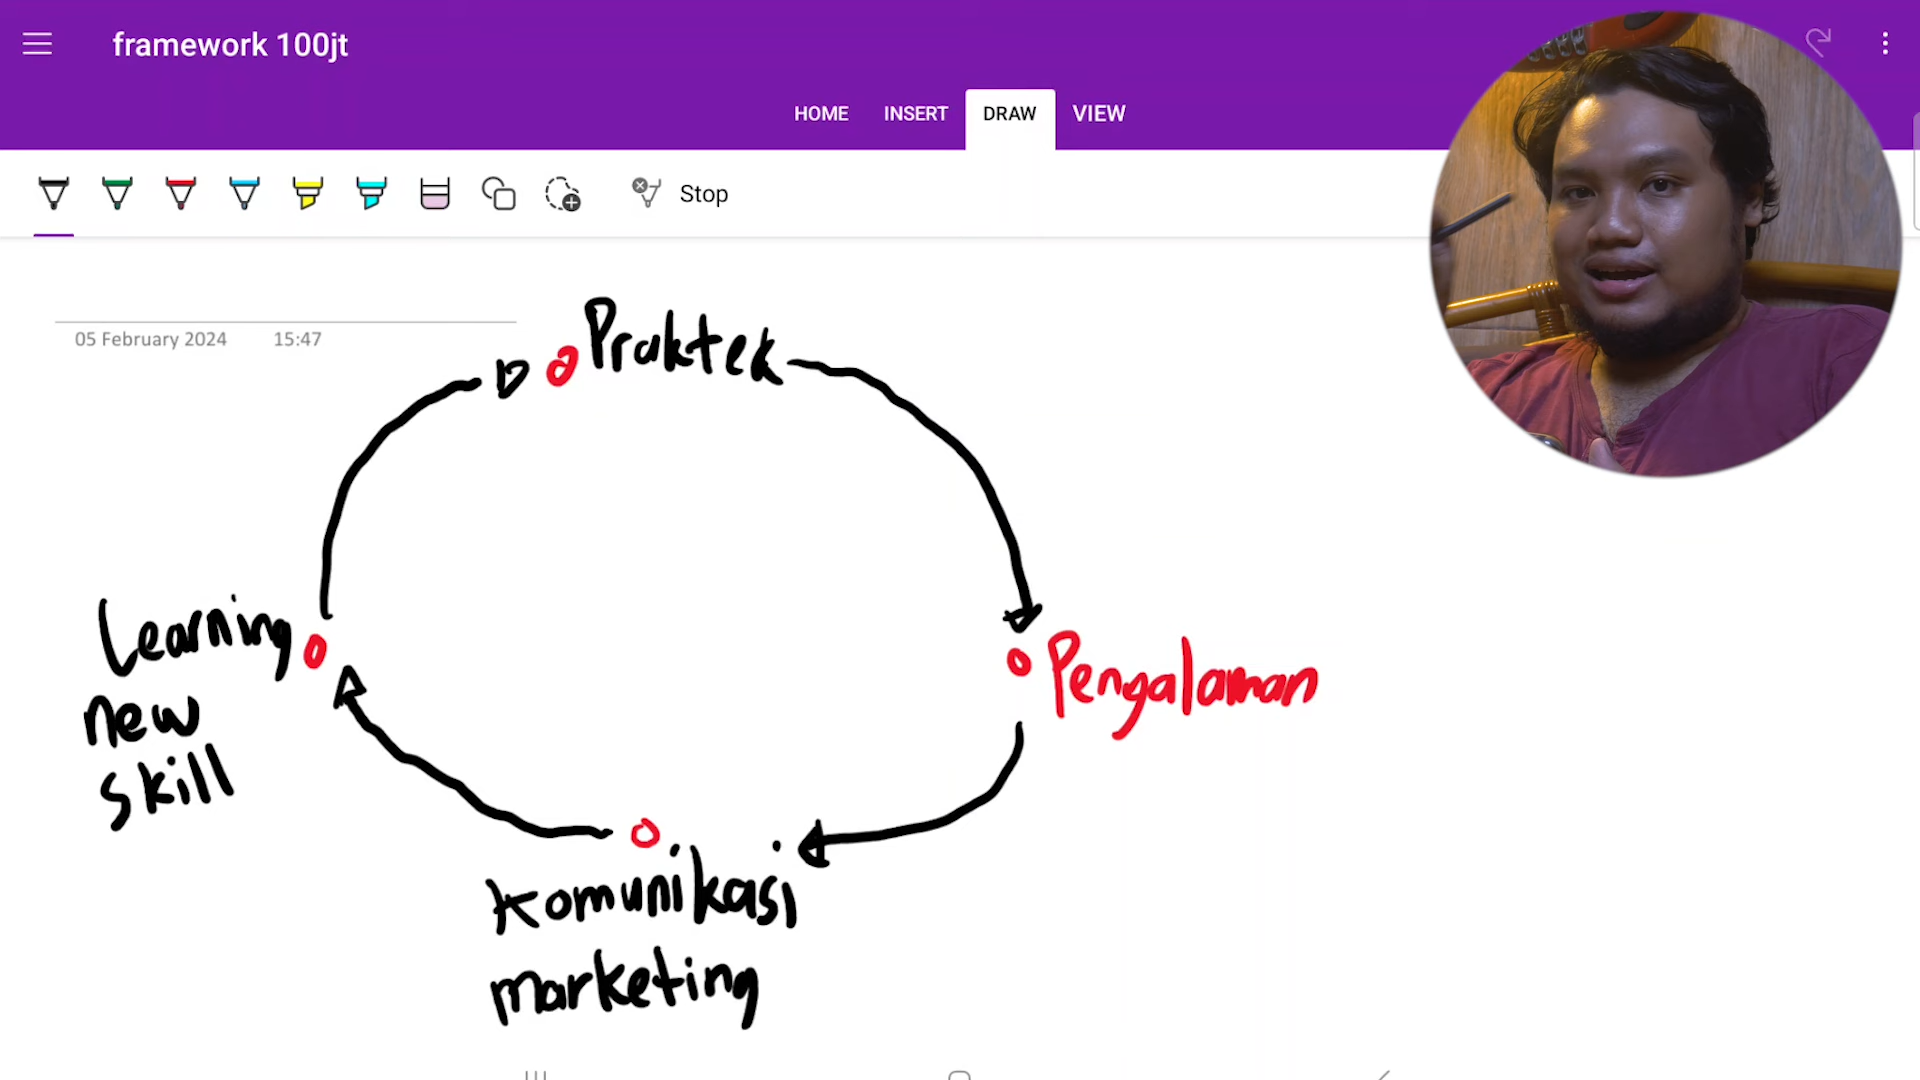 framework 100jt
HOME INSERT DRAW VIEW
Stop
05 February 2024 15:47
Praktek
Learning
new
skill
Pengalaman
Komunikasi
marketing